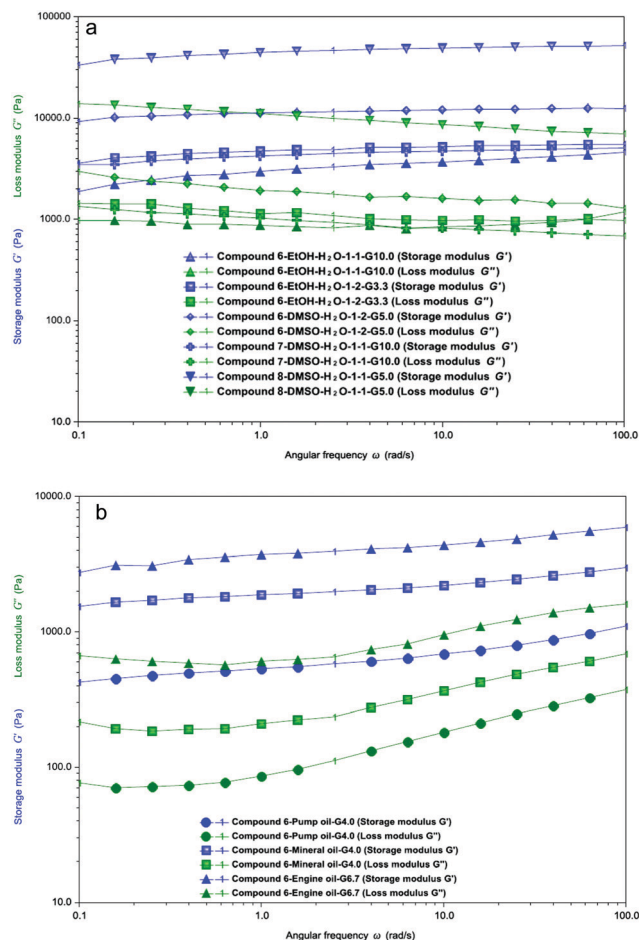 a
100000
10000.0
1000.0
100.0
10.0
Loss modulus G″ (Pa)
Storage modulus G′ (Pa)
Compound 6-EtOH-H₂O-1-1-G10.0 (Storage modulus G′)
Compound 6-EtOH-H₂O-1-1-G10.0 (Loss modulus G″)
Compound 6-EtOH-H₂O-1-2-G3.3 (Storage modulus G′)
Compound 6-EtOH-H₂O-1-2-G3.3 (Loss modulus G″)
Compound 6-DMSO-H₂O-1-2-G5.0 (Storage modulus G′)
Compound 6-DMSO-H₂O-1-2-G5.0 (Loss modulus G″)
Compound 7-DMSO-H₂O-1-1-G10.0 (Storage modulus G′)
Compound 7-DMSO-H₂O-1-1-G10.0 (Loss modulus G″)
Compound 8-DMSO-H₂O-1-1-G5.0 (Storage modulus G′)
Compound 8-DMSO-H₂O-1-1-G5.0 (Loss modulus G″)
0.1 1.0 10.0 100.0
Angular frequency ω (rad/s)
b
10000.0
1000.0
100.0
10.0
Loss modulus G″ (Pa)
Storage modulus G′ (Pa)
Compound 6-Pump oil-G4.0 (Storage modulus G′)
Compound 6-Pump oil-G4.0 (Loss modulus G″)
Compound 6-Mineral oil-G4.0 (Storage modulus G′)
Compound 6-Mineral oil-G4.0 (Loss modulus G″)
Compound 6-Engine oil-G6.7 (Storage modulus G′)
Compound 6-Engine oil-G6.7 (Loss modulus G″)
0.1 1.0 10.0 100.0
Angular frequency ω (rad/s)